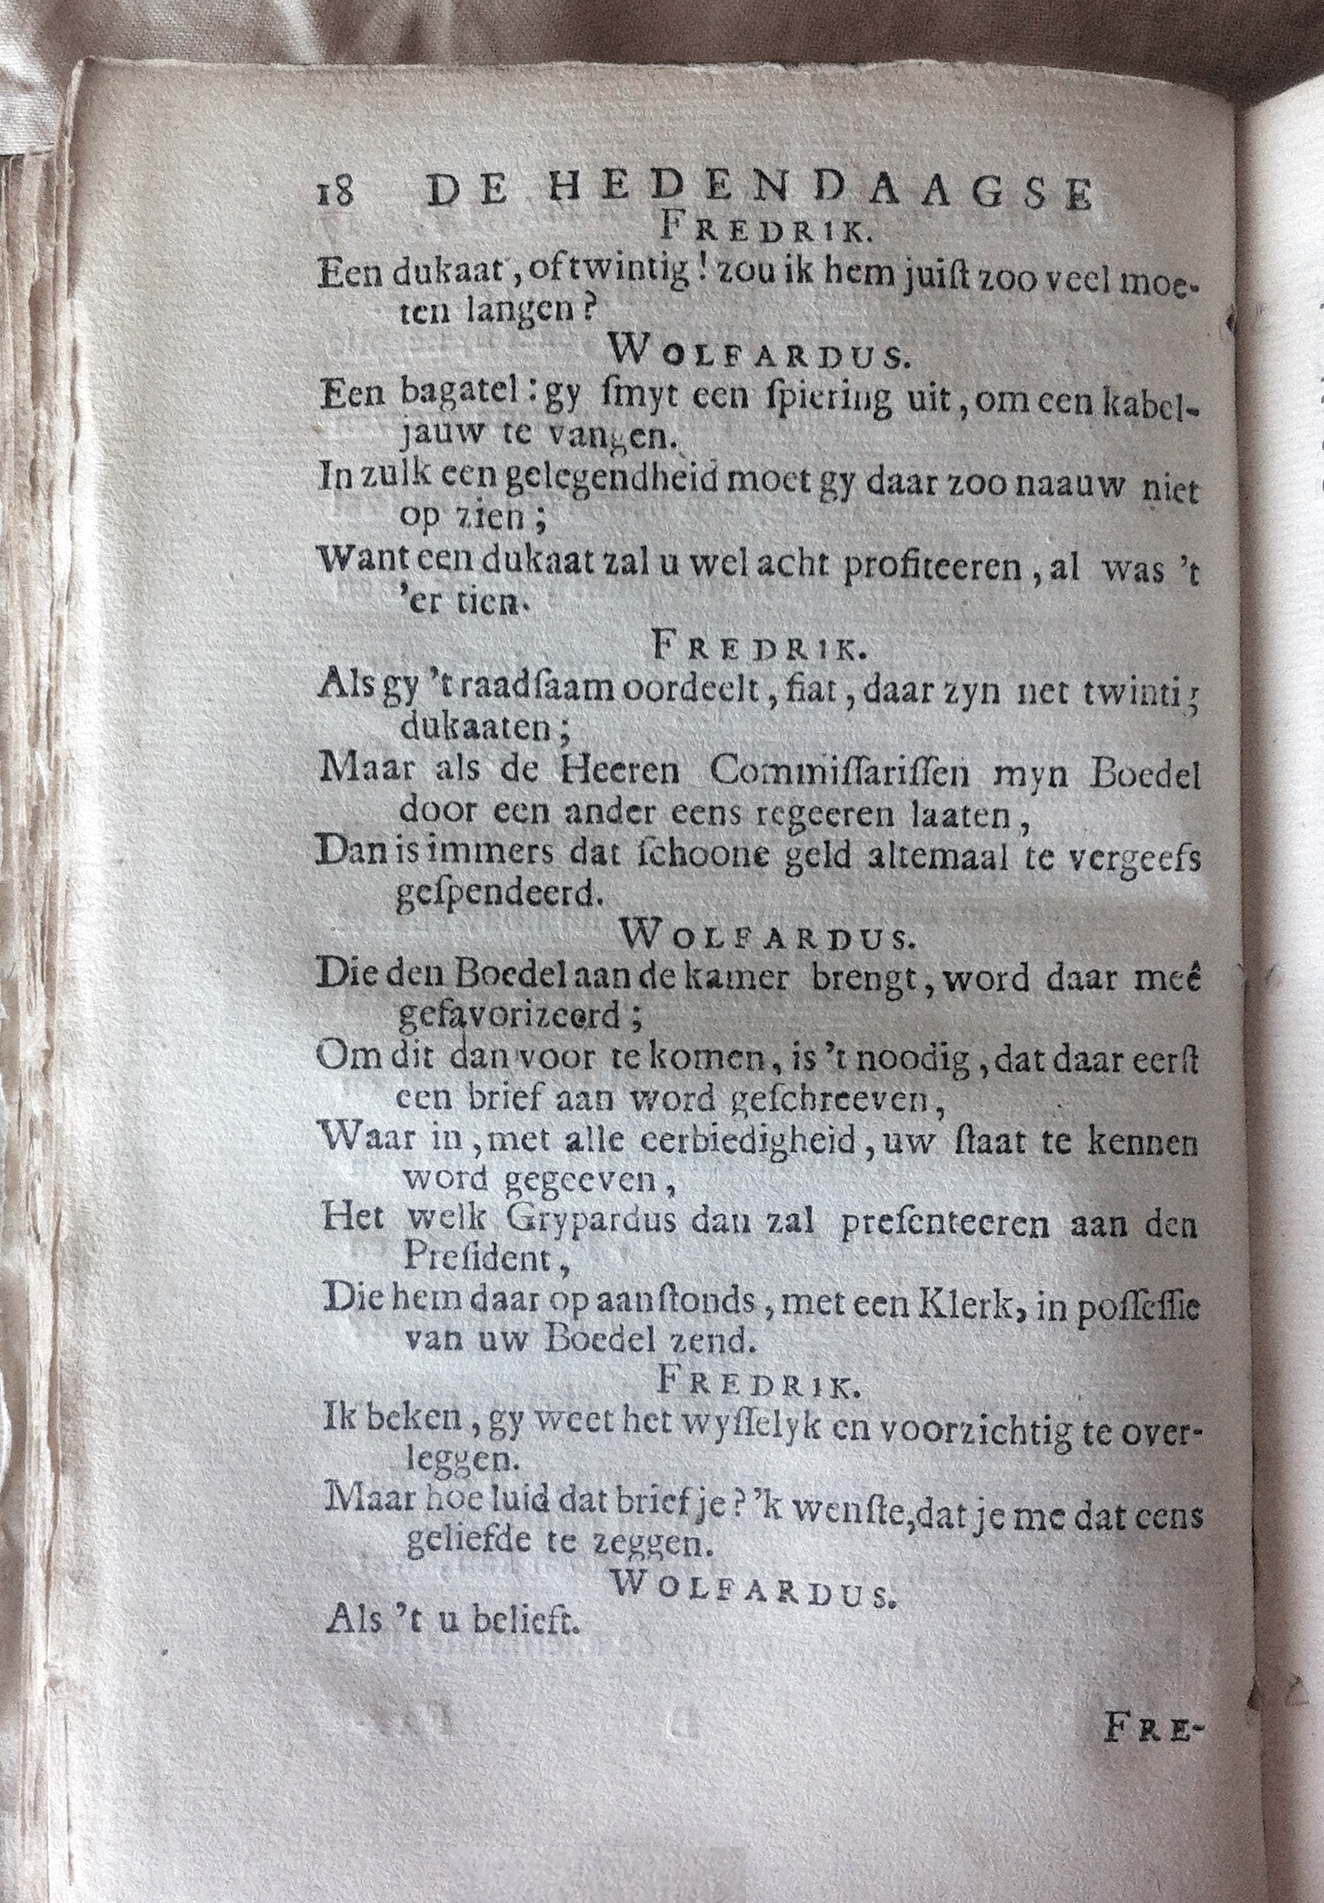 18 DE HEDENDAAGSE
FREDRIK.
Een dukaat, of twintig! zou ik hem juiſt zoo veel moe-
ten langen?
WOLFARDUS.
Een bagatel: gy ſmyt een ſpiering uit, om een kabel-
jauw te vangen.
In zulk een gelegendheid moet gy daar zoo naauw niet
op zien;
Want een dukaat zal u wel acht profiteeren, al was 't
'er tien.
FREDRIK.
Als gy 't raadſaam oordeelt, fiat, daar zyn net twintig
dukaaten;
Maar als de Heeren Commiſſariſſen myn Boedel
door een ander eens regeeren laaten,
Dan is immers dat ſchoone geld altemaal te vergeefs
geſpendeerd.
WOLFARDUS.
Die den Boedel aan de kamer brengt, word daar meê
gefavorizeerd;
Om dit dan voor te komen, is 't noodig, dat daar eerſt
een brief aan word geſchreeven,
Waar in, met alle eerbiedigheid, uw ſtaat te kennen
word gegeeven,
Het welk Grypardus dan zal preſenteeren aan den
Preſident,
Die hem daar op aanſtonds, met een Klerk, in poſſeſſie
van uw Boedel zend.
FREDRIK.
Ik beken, gy weet het wyſſelyk en voorzichtig te over-
leggen.
Maar hoe luid dat briefje? 'k wenſte, dat je me dat eens
geliefde te zeggen.
WOLFARDUS.
Als 't u belieft.
FRE-